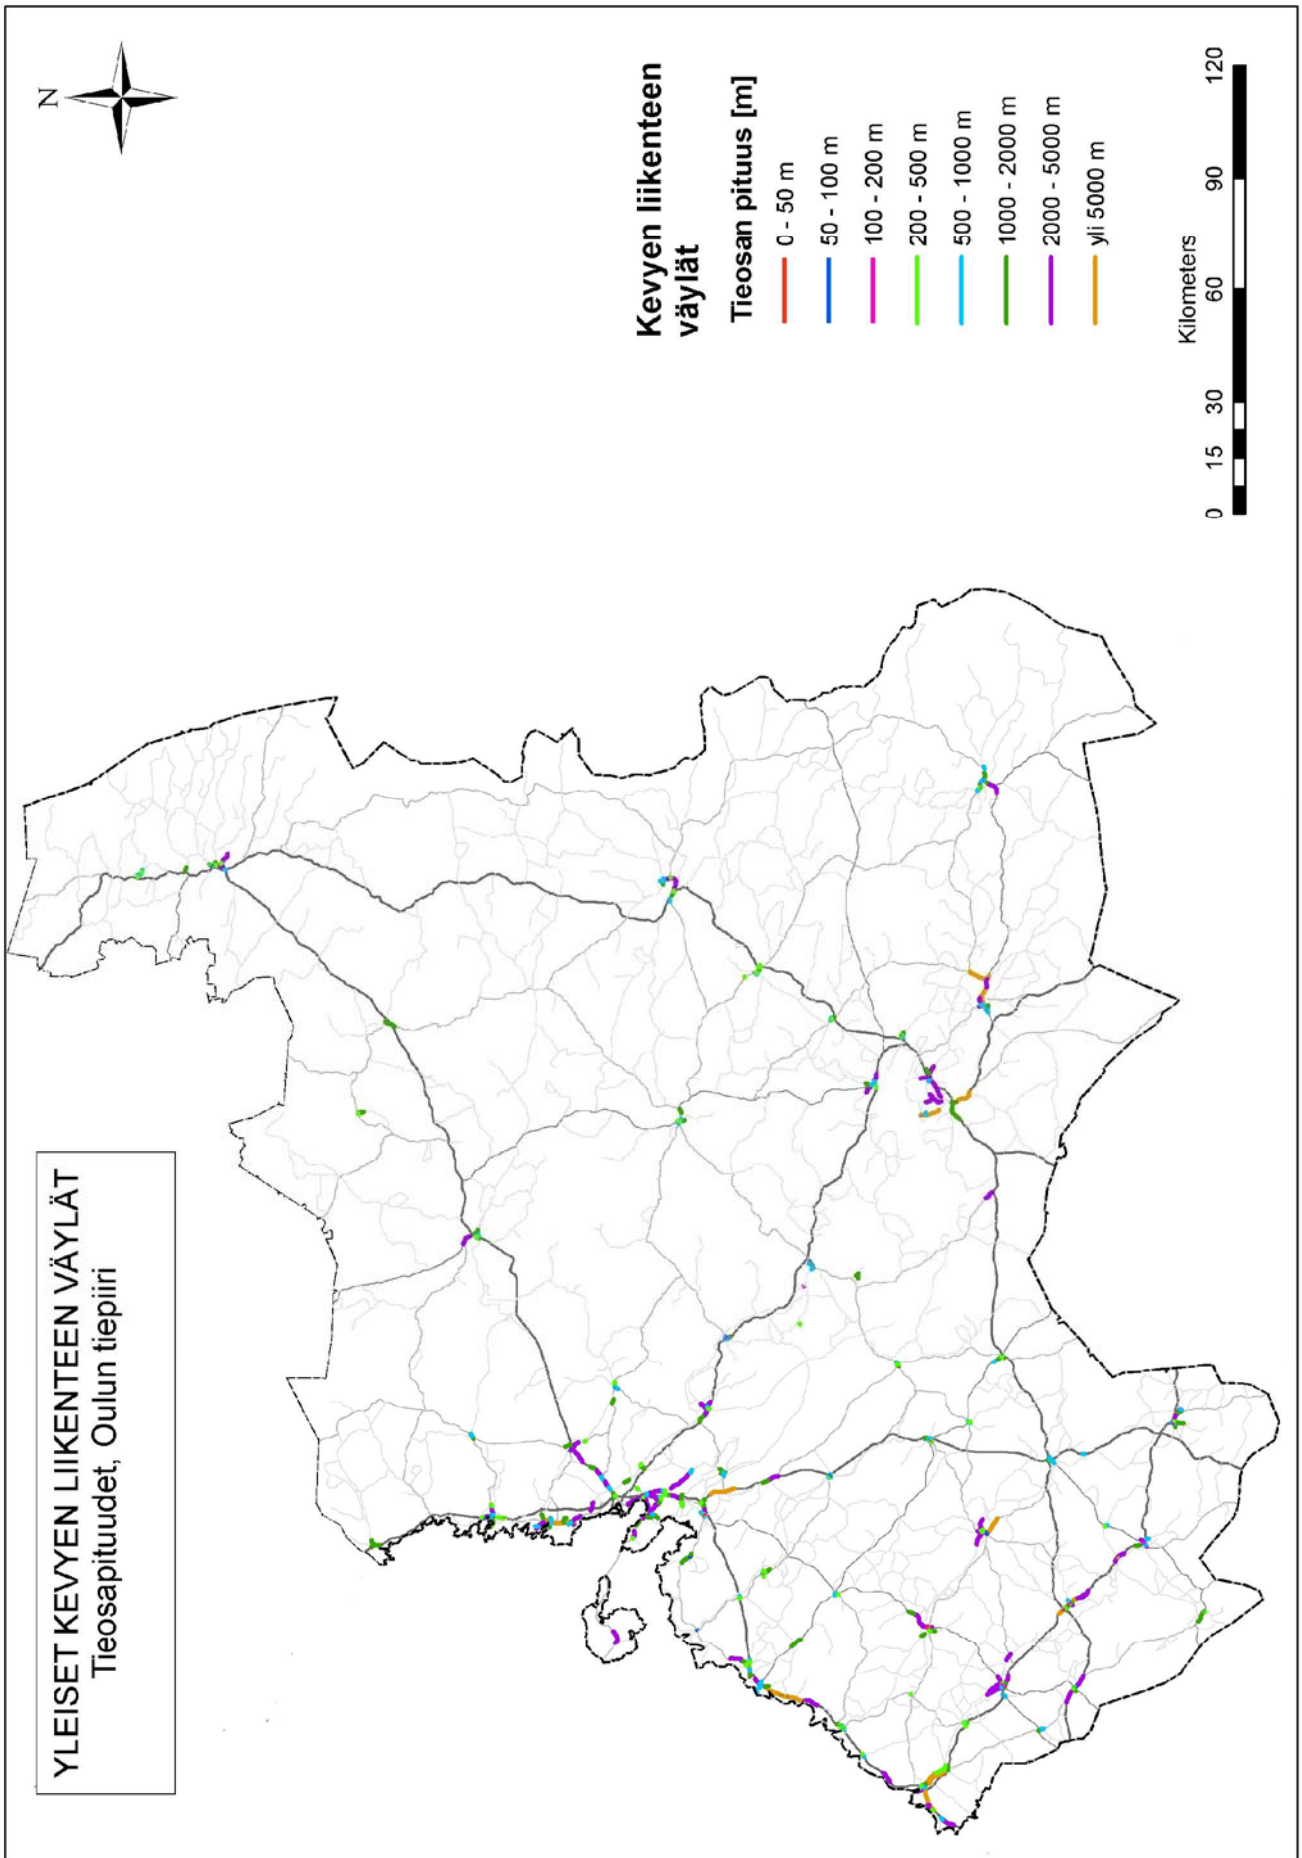 YLEISET KEVYEN LIIKENTEEN VÄYLÄT
Tieosapituudet, Oulun tiepiiri
N
Kevyen liikenteen
väylät
Tieosan pituus [m]
0 - 50 m
50 - 100 m
100 - 200 m
200 - 500 m
500 - 1000 m
1000 - 2000 m
2000 - 5000 m
yli 5000 m
Kilometers
0 15 30 60 90 120